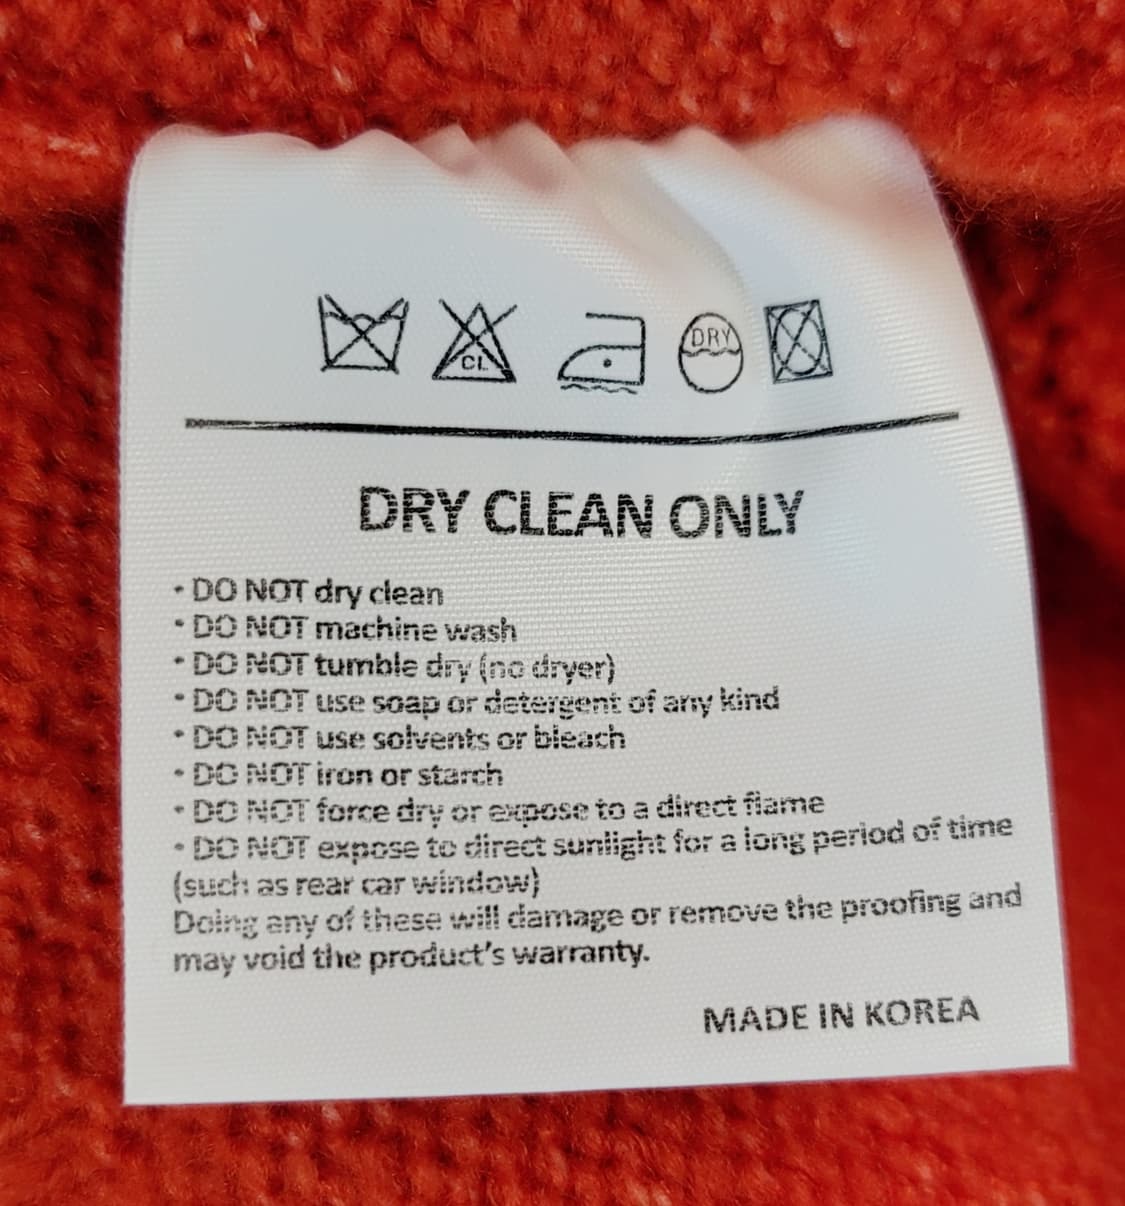 CL
DRY
DRY CLEAN ONLY
• DO NOT dry clean
• DO NOT machine wash
• DO NOT tumble dry (no dryer)
• DO NOT use soap or detergent of any kind
• DO NOT use solvents or bleach
• DO NOT iron or starch
• DO NOT force dry or expose to a direct flame
• DO NOT expose to direct sunlight for a long period of time
(such as rear car window)
Doing any of these will damage or remove the proofing and
may void the product's warranty.
MADE IN KOREA